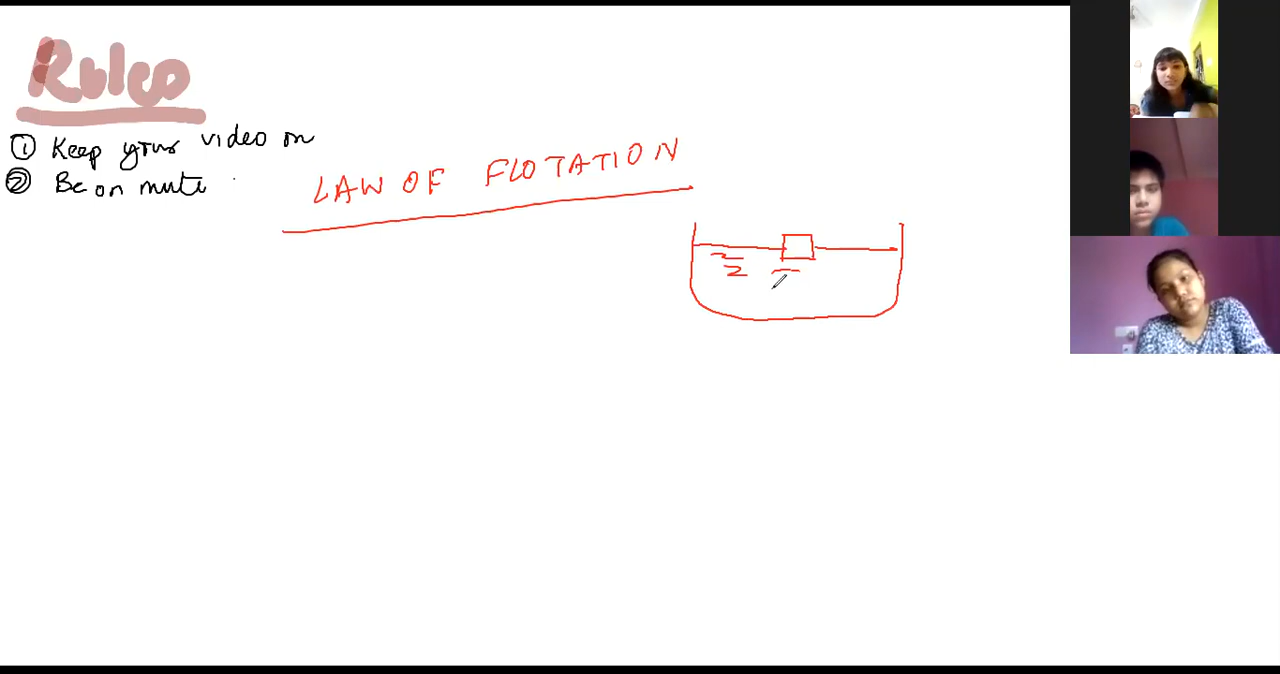 Rules
① Keep your video on
② Be on mute
LAW OF FLOTATION